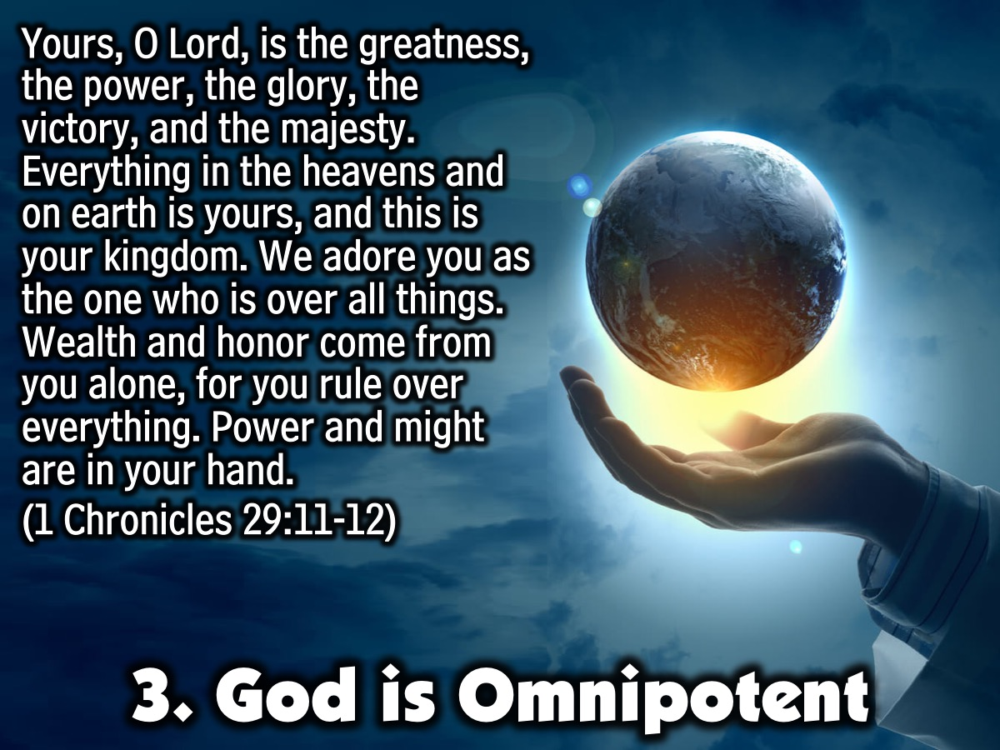 Yours, O Lord, is the greatness,
the power, the glory, the
victory, and the majesty.
Everything in the heavens and
on earth is yours, and this is
your kingdom. We adore you as
the one who is over all things.
Wealth and honor come from
you alone, for you rule over
everything. Power and might
are in your hand.
(1 Chronicles 29:11-12)
3. God is Omnipotent